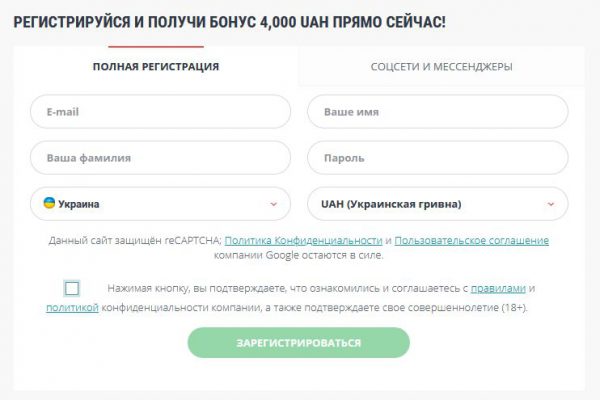 РЕГИСТРИРУЙСЯ И ПОЛУЧИ БОНУС 4,000 UAH ПРЯМО СЕЙЧАС!
ПОЛНАЯ РЕГИСТРАЦИЯ
СОЦСЕТИ И МЕССЕНДЖЕРЫ
E-mail
Ваше имя
Ваша фамилия
Пароль
Украина
UAH (Украинская гривна)
Данный сайт защищён reCAPTCHA; Политика Конфиденциальности и Пользовательское соглашение
компании Google остаются в силе.
Нажимая кнопку, вы подтверждаете, что ознакомились и соглашаетесь с правилами и
политикой конфиденциальности компании, а также подтверждаете свое совершеннолетие (18+).
ЗАРЕГИСТРИРОВАТЬСЯ